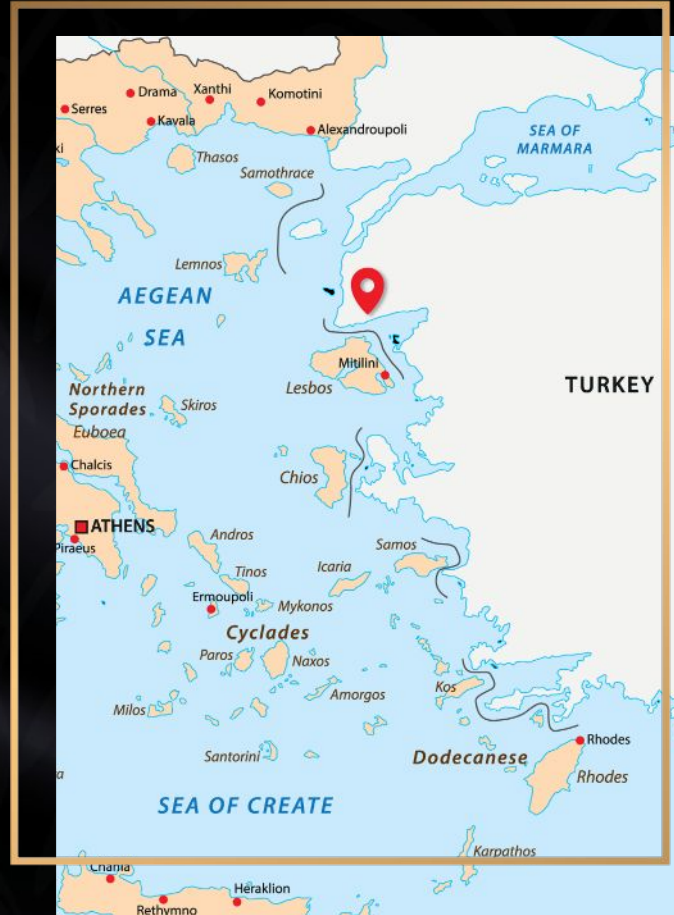 Drama
Xanthi
Komotini
Serres
Kavala
Alexandroupoli
ki
Thasos
Samothrace
SEA OF
MARMARA
Lemnos
AEGEAN
SEA
Mitilini
Lesbos
TURKEY
Northern
Sporades
Skiros
Euboea
Chalcis
Chios
ATHENS
Piraeus
Andros
Samos
Tinos
Icaria
Ermoupoli
Mykonos
Cyclades
Paros
Naxos
Amorgos
Kos
Milos
Rhodes
Santorini
Dodecanese
Rhodes
a
SEA OF CREATE
Karpathos
Chania
Heraklion
Rethymno